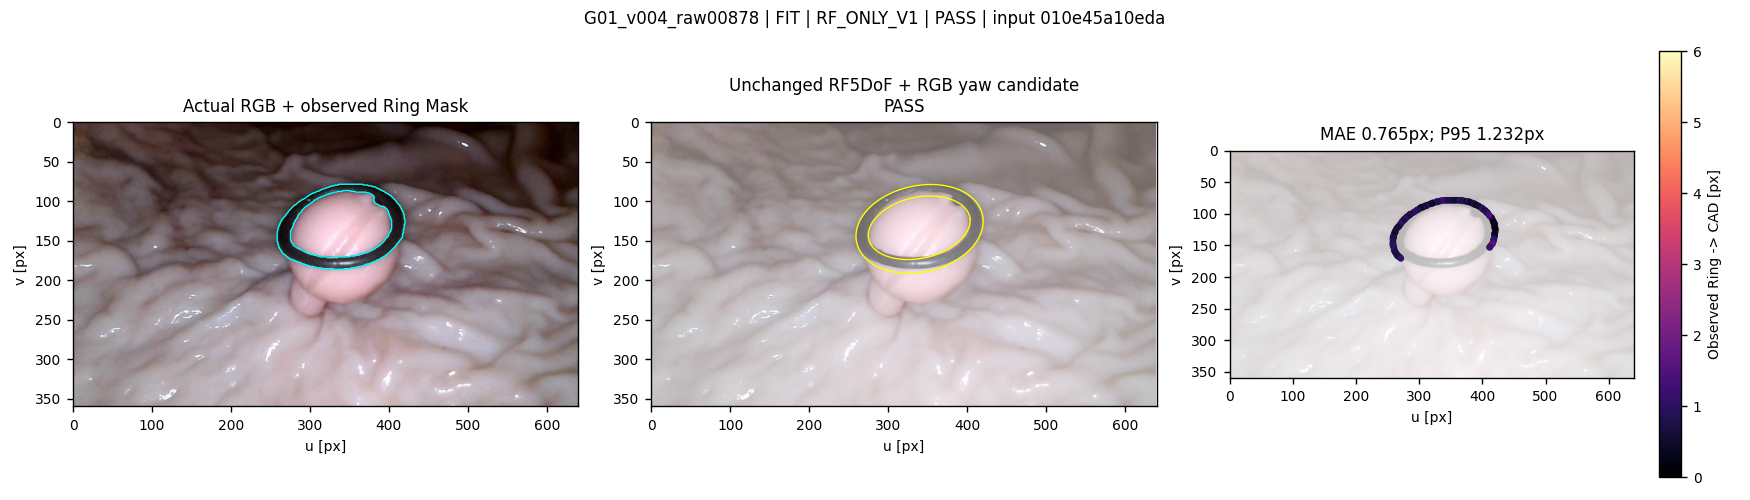 G01_v004_raw00878 | FIT | RF_ONLY_V1 | PASS | input 010e45a10eda
Actual RGB + observed Ring Mask
0
50
100
150
200
250
300
350
v [px]
0 100 200 300 400 500 600
u [px]
Unchanged RF5DoF + RGB yaw candidate
PASS
0
50
100
150
200
250
300
350
v [px]
0 100 200 300 400 500 600
u [px]
MAE 0.765px; P95 1.232px
0
50
100
150
200
250
300
350
v [px]
0 100 200 300 400 500 600
u [px]
6
5
4
3
2
1
0
Observed Ring -> CAD [px]